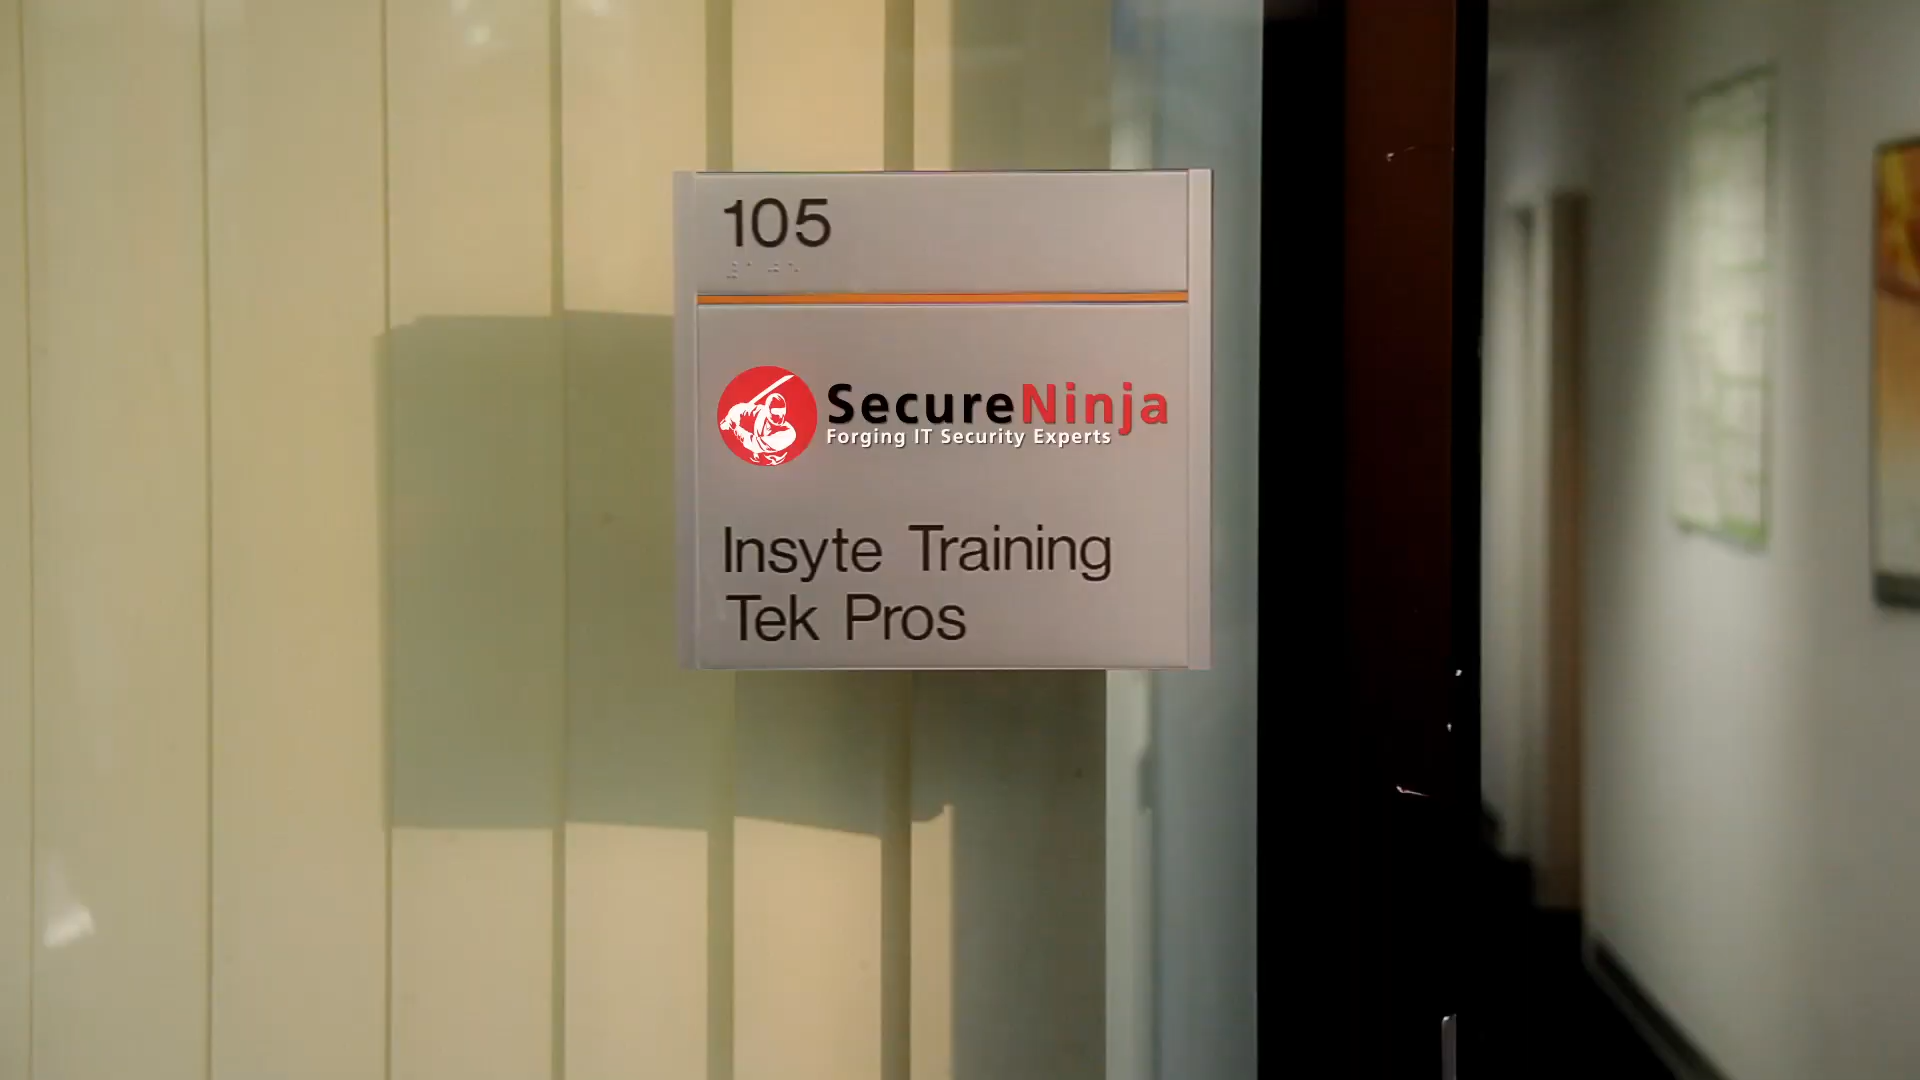 105
SecureNinja
Forging IT Security Experts
Insyte Training
Tek Pros